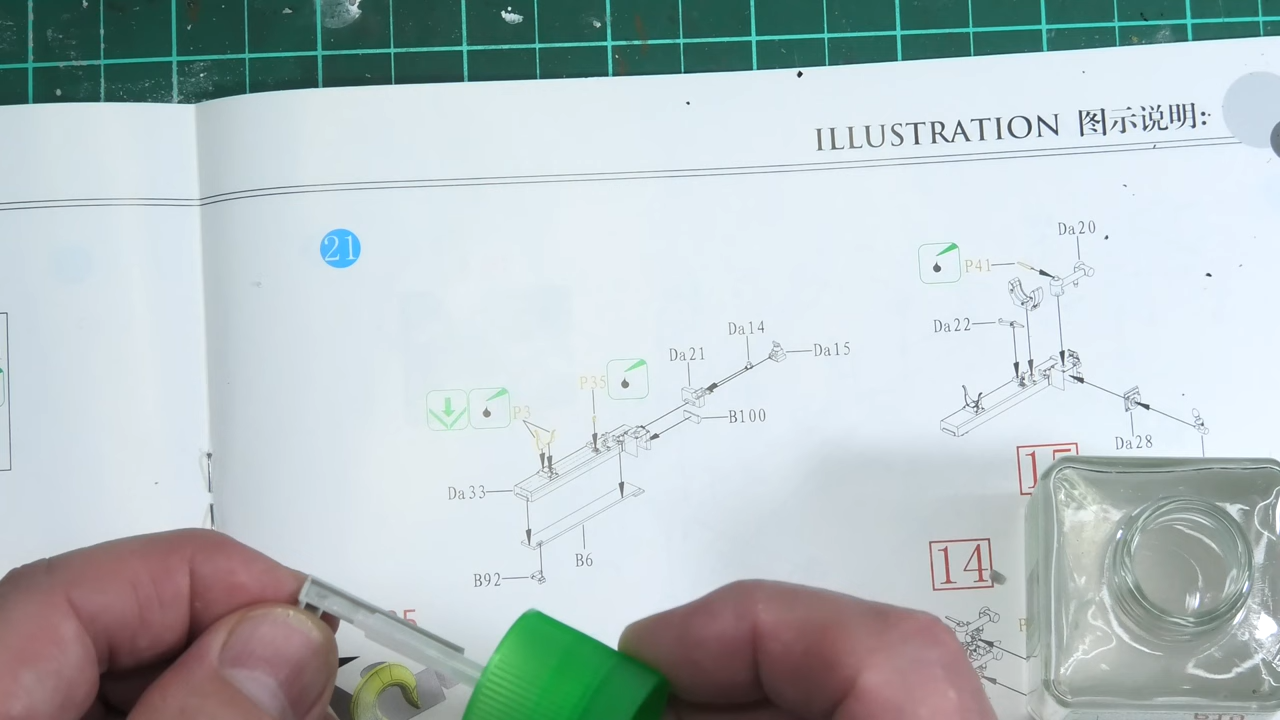 ILLUSTRATION 图示说明:
21
Da20
P41
Da22
Da14
Da21
Da15
P35
P3
B100
Da28
Da33
B6
B92
14